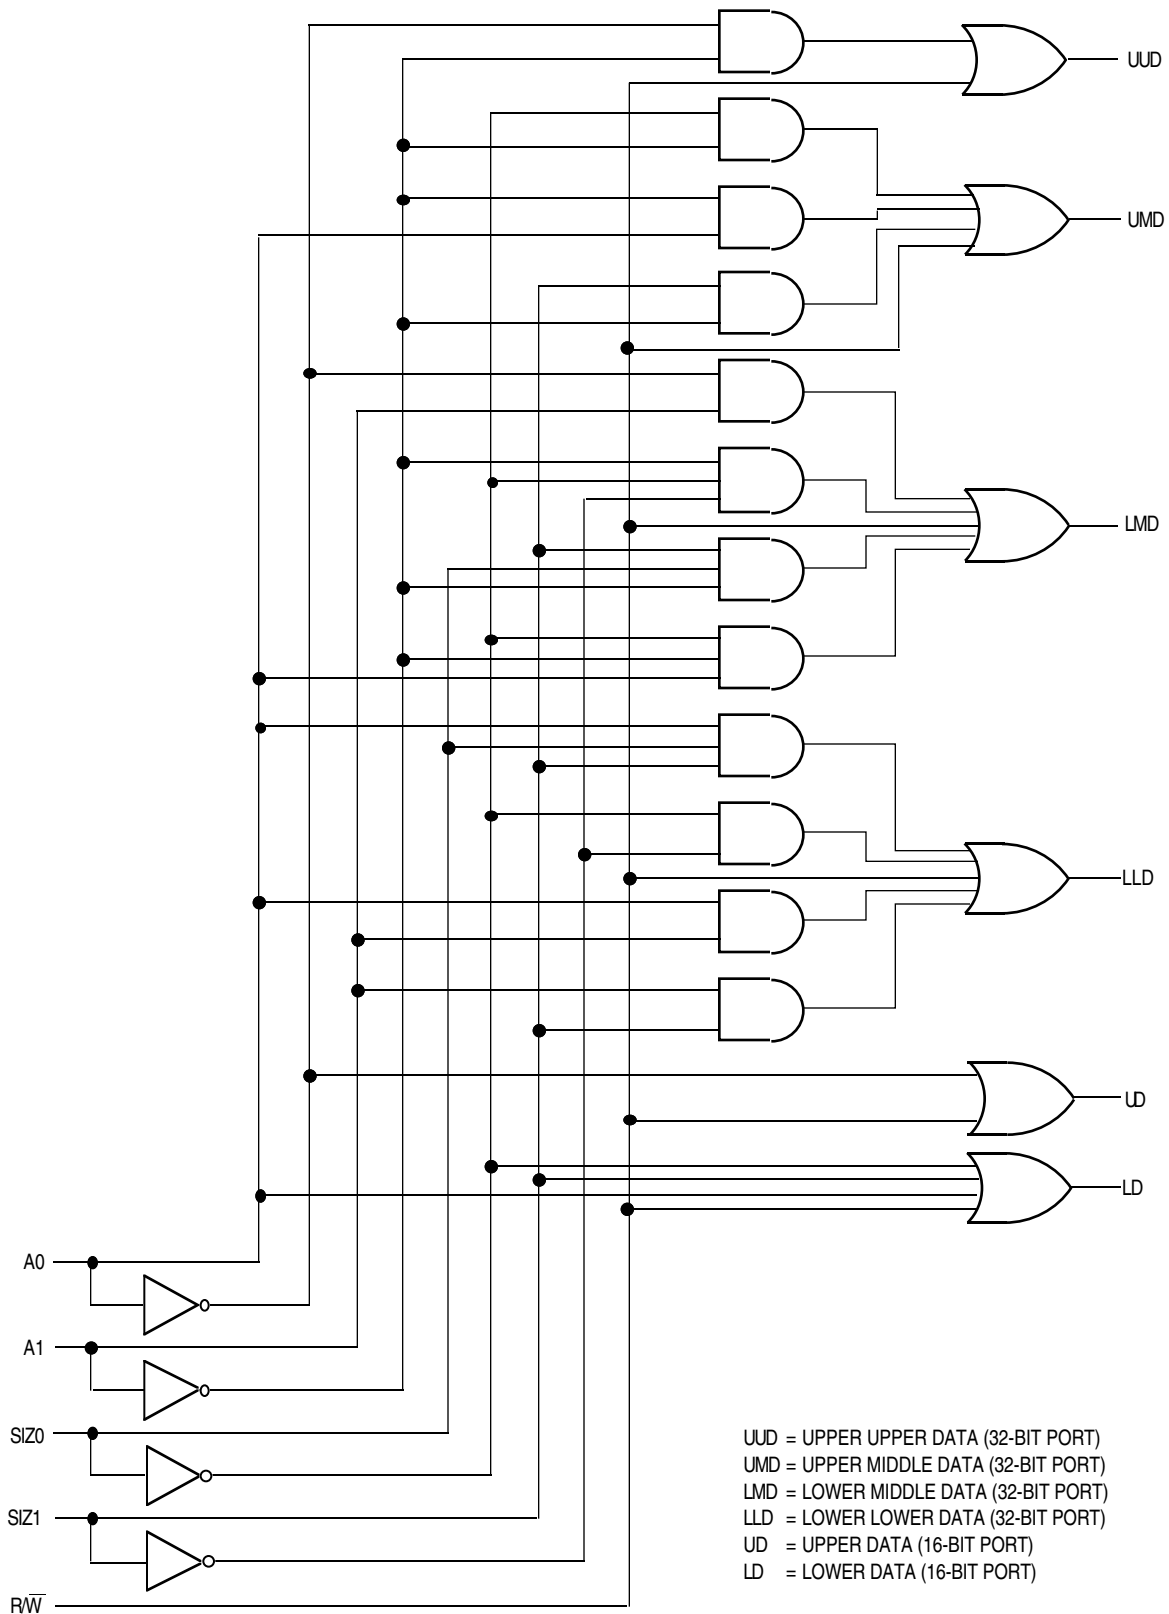 UUD
UMD
LMD
LLD
UD
LD
A0
A1
SIZ0
SIZ1
R/W̅
UUD = UPPER UPPER DATA (32-BIT PORT)
UMD = UPPER MIDDLE DATA (32-BIT PORT)
LMD = LOWER MIDDLE DATA (32-BIT PORT)
LLD = LOWER LOWER DATA (32-BIT PORT)
UD = UPPER DATA (16-BIT PORT)
LD = LOWER DATA (16-BIT PORT)